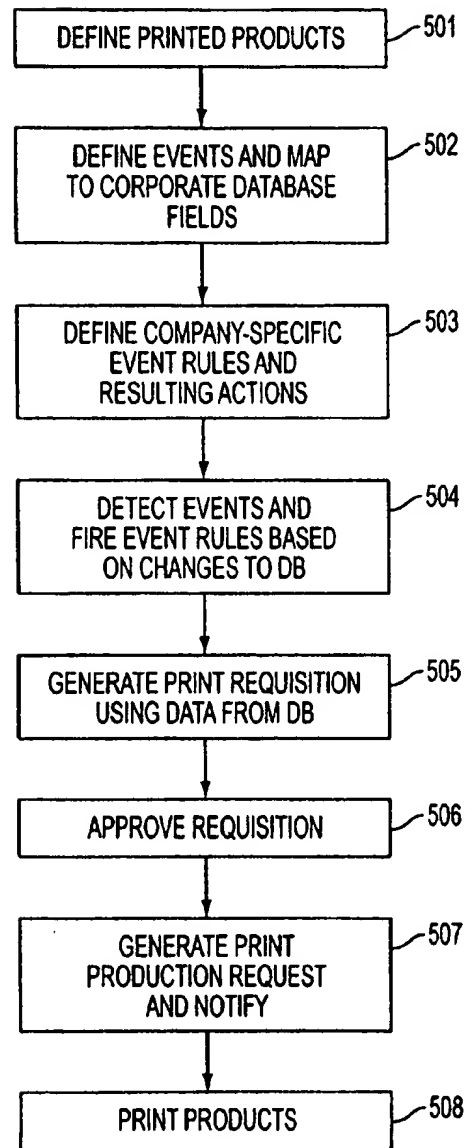 DEFINE PRINTED PRODUCTS
501
DEFINE EVENTS AND MAP
TO CORPORATE DATABASE
FIELDS
502
DEFINE COMPANY-SPECIFIC
EVENT RULES AND
RESULTING ACTIONS
503
DETECT EVENTS AND
FIRE EVENT RULES BASED
ON CHANGES TO DB
504
GENERATE PRINT REQUISITION
USING DATA FROM DB
505
APPROVE REQUISITION
506
GENERATE PRINT
PRODUCTION REQUEST
AND NOTIFY
507
PRINT PRODUCTS
508